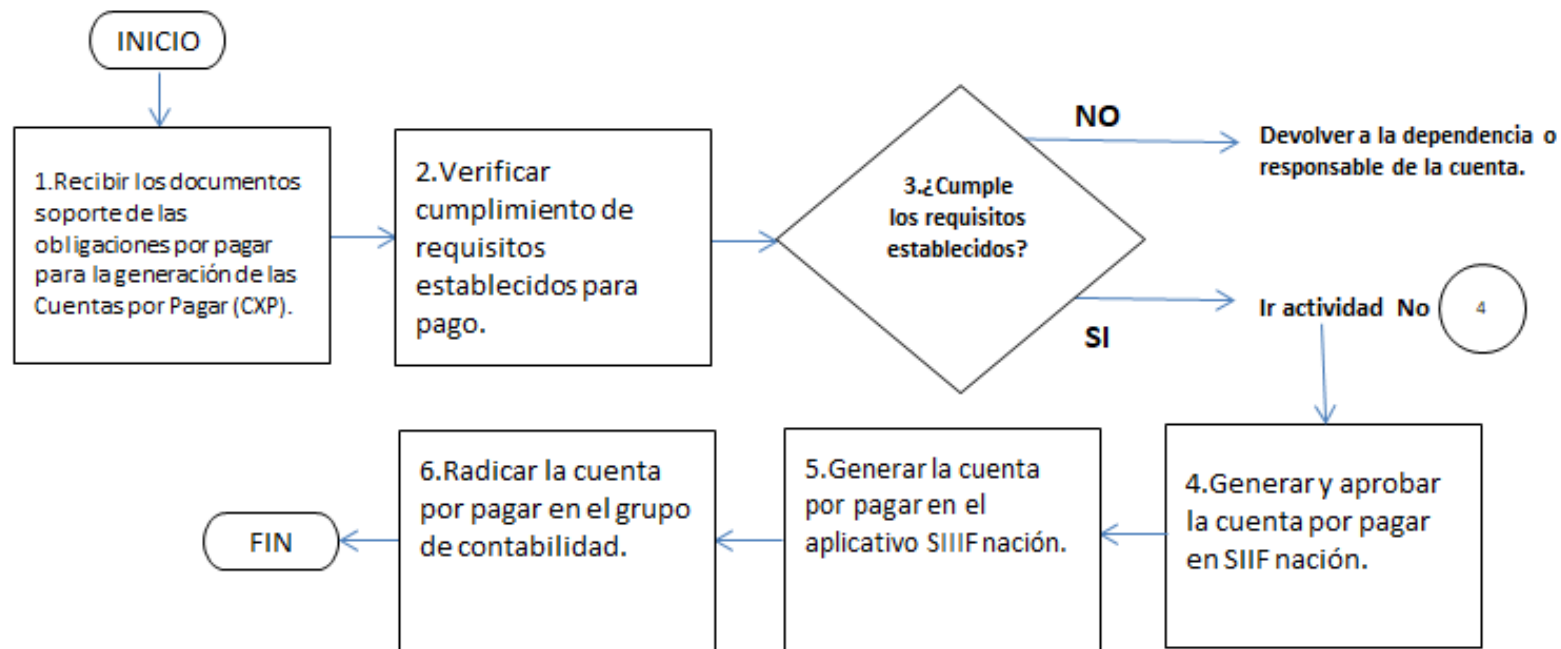 INICIO
1.Recibir los documentos
soporte de las
obligaciones por pagar
para la generación de las
Cuentas por Pagar (CXP).
2.Verificar
cumplimiento de
requisitos
establecidos para
pago.
3.¿Cumple
los requisitos
establecidos?
NO
Devolver a la dependencia o
responsable de la cuenta.
SI
Ir actividad No
4
4.Generar y aprobar
la cuenta por pagar
en SIIF nación.
5.Generar la cuenta
por pagar en el
aplicativo SIIIF nación.
6.Radicar la cuenta
por pagar en el grupo
de contabilidad.
FIN